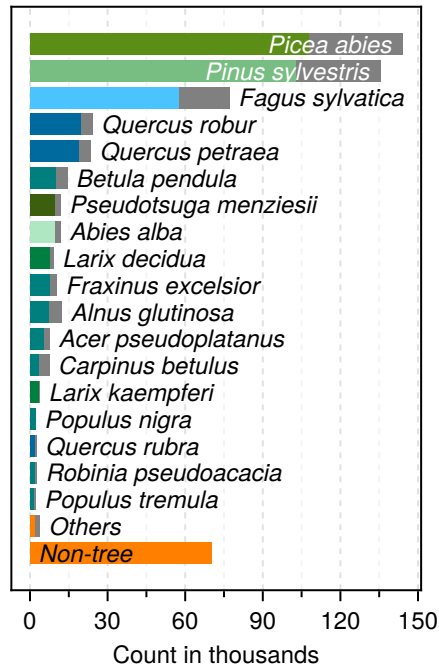 Picea abies
Pinus sylvestris
Fagus sylvatica
Quercus robur
Quercus petraea
Betula pendula
Pseudotsuga menziesii
Abies alba
Larix decidua
Fraxinus excelsior
Alnus glutinosa
Acer pseudoplatanus
Carpinus betulus
Larix kaempferi
Populus nigra
Quercus rubra
Robinia pseudoacacia
Populus tremula
Others
Non-tree
0 30 60 90 120 150
Count in thousands